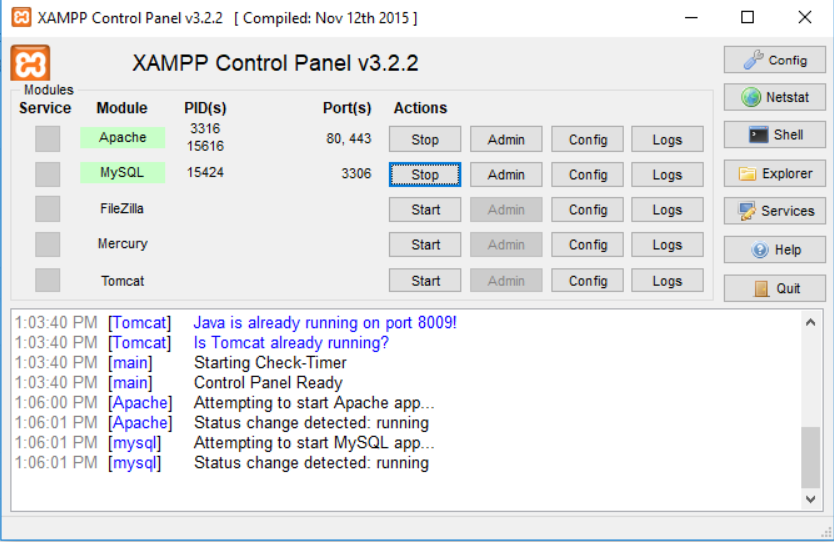 XAMPP Control Panel v3.2.2 [ Compiled: Nov 12th 2015 ]
XAMPP Control Panel v3.2.2
Config
Modules
Service Module PID(s) Port(s) Actions
Netstat
Apache 3316 15616 80, 443 Stop Admin Config Logs
Shell
MySQL 15424 3306 Stop Admin Config Logs
Explorer
FileZilla Start Admin Config Logs
Services
Mercury Start Admin Config Logs
Help
Tomcat Start Admin Config Logs
Quit
1:03:40 PM [Tomcat] Java is already running on port 8009!
1:03:40 PM [Tomcat] Is Tomcat already running?
1:03:40 PM [main] Starting Check-Timer
1:03:40 PM [main] Control Panel Ready
1:06:00 PM [Apache] Attempting to start Apache app...
1:06:01 PM [Apache] Status change detected: running
1:06:01 PM [mysql] Attempting to start MySQL app...
1:06:01 PM [mysql] Status change detected: running